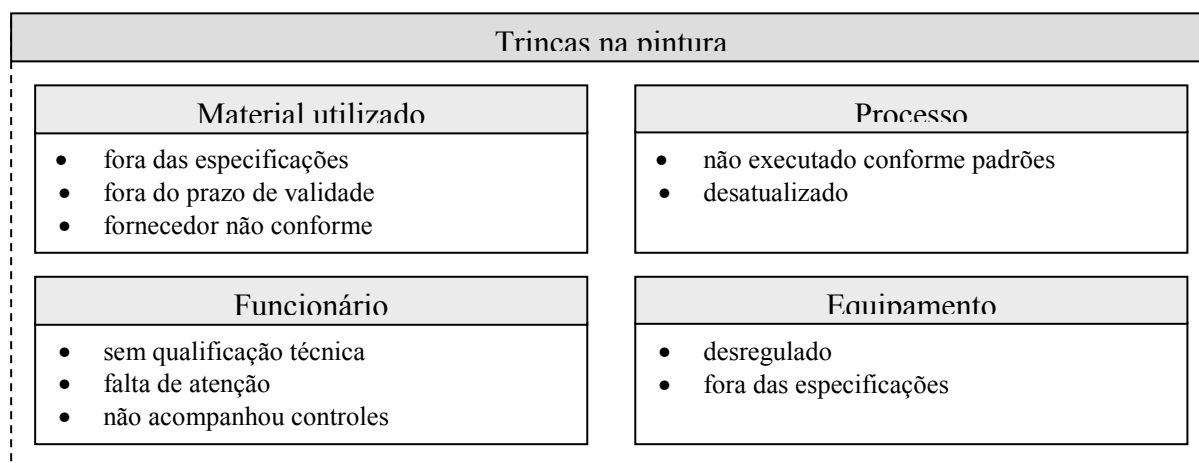 Trincas na pintura
Material utilizado
• fora das especificações
• fora do prazo de validade
• fornecedor não conforme
Processo
• não executado conforme padrões
• desatualizado
Funcionário
• sem qualificação técnica
• falta de atenção
• não acompanhou controles
Equipamento
• desregulado
• fora das especificações